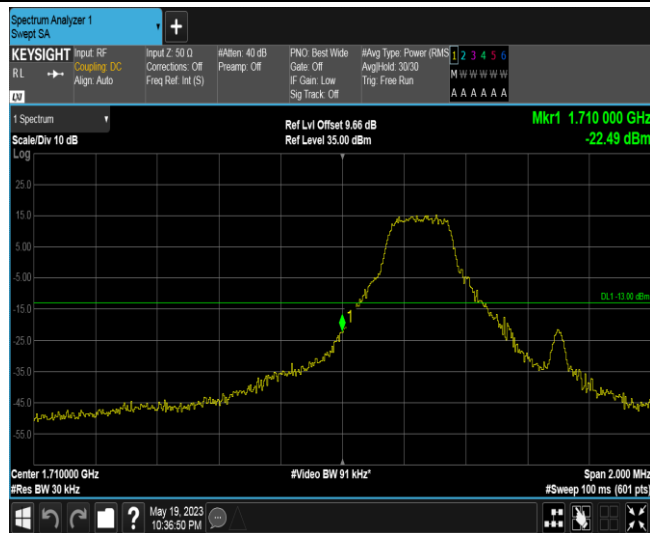 Spectrum Analyzer 1
Swept SA
+
KEYSIGHT
RL
LXI
Input: RF
Coupling: DC
Align: Auto
Input Z: 50 Ω
Corrections: Off
Freq Ref: Int (S)
#Atten: 40 dB
Preamp: Off
PNO: Best Wide
Gate: Off
IF Gain: Low
Sig Track: Off
#Avg Type: Power (RMS
Avg|Hold: 30/30
Trig: Free Run
1 2 3 4 5 6
M W W W W W
A A A A A A
1 Spectrum
Scale/Div 10 dB
Log
Ref Lvl Offset 9.66 dB
Ref Level 35.00 dBm
Mkr1 1.710 000 GHz
-22.49 dBm
25.0
15.0
5.00
-5.00
DL1 -13.00 dBm
-15.0
1
-25.0
-35.0
-45.0
-55.0
Center 1.710000 GHz
#Res BW 30 kHz
#Video BW 91 kHz*
Span 2.000 MHz
#Sweep 100 ms (601 pts)
?
May 19, 2023
10:36:50 PM